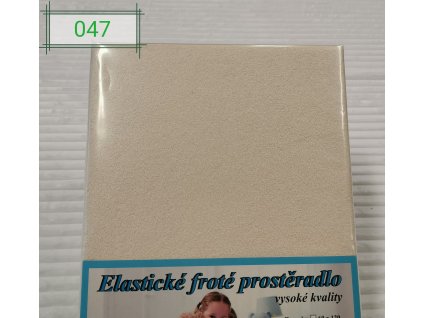 047
Elastické froté prostěradlo
vysoké kvality